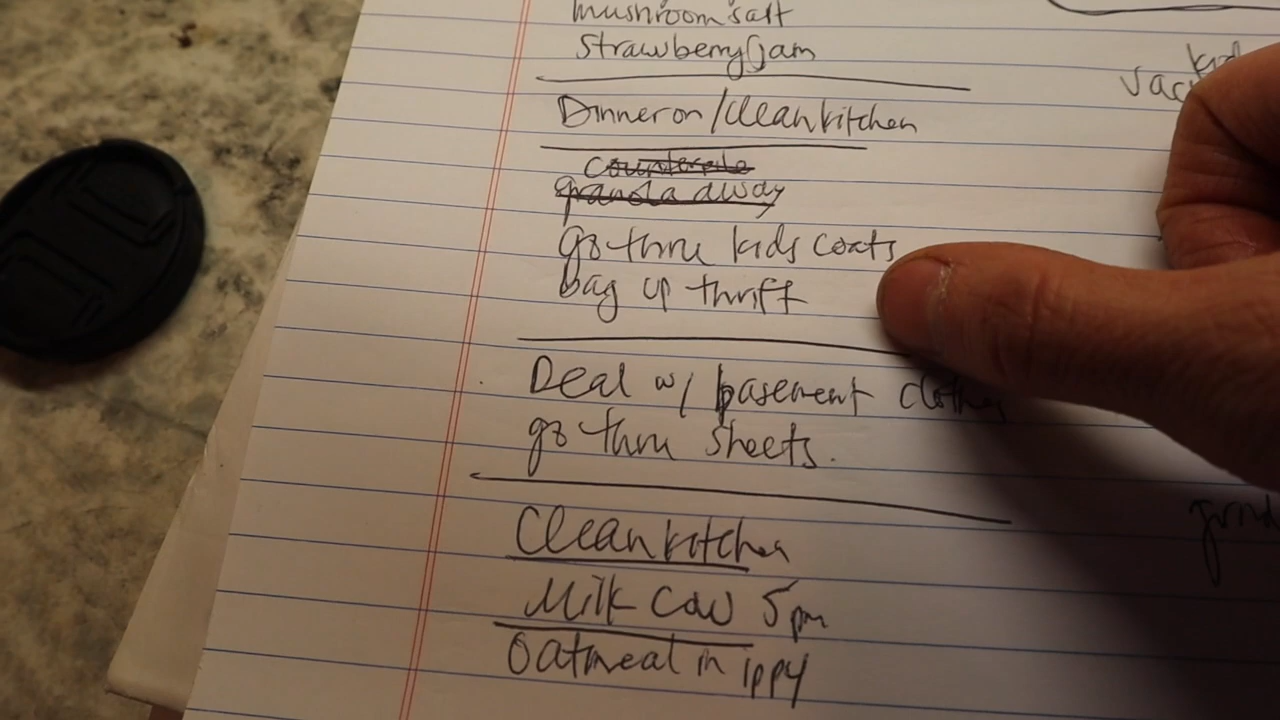 mushroom salt
Strawberry Jam
Dinner on / Clean kitchen
Counterpile
granola away
go thru kids coats
bag up thrift
Deal w/ basement clothes
go thru sheets.
Clean kitchen
Milk Cow 5pm
Oatmeal in ippy